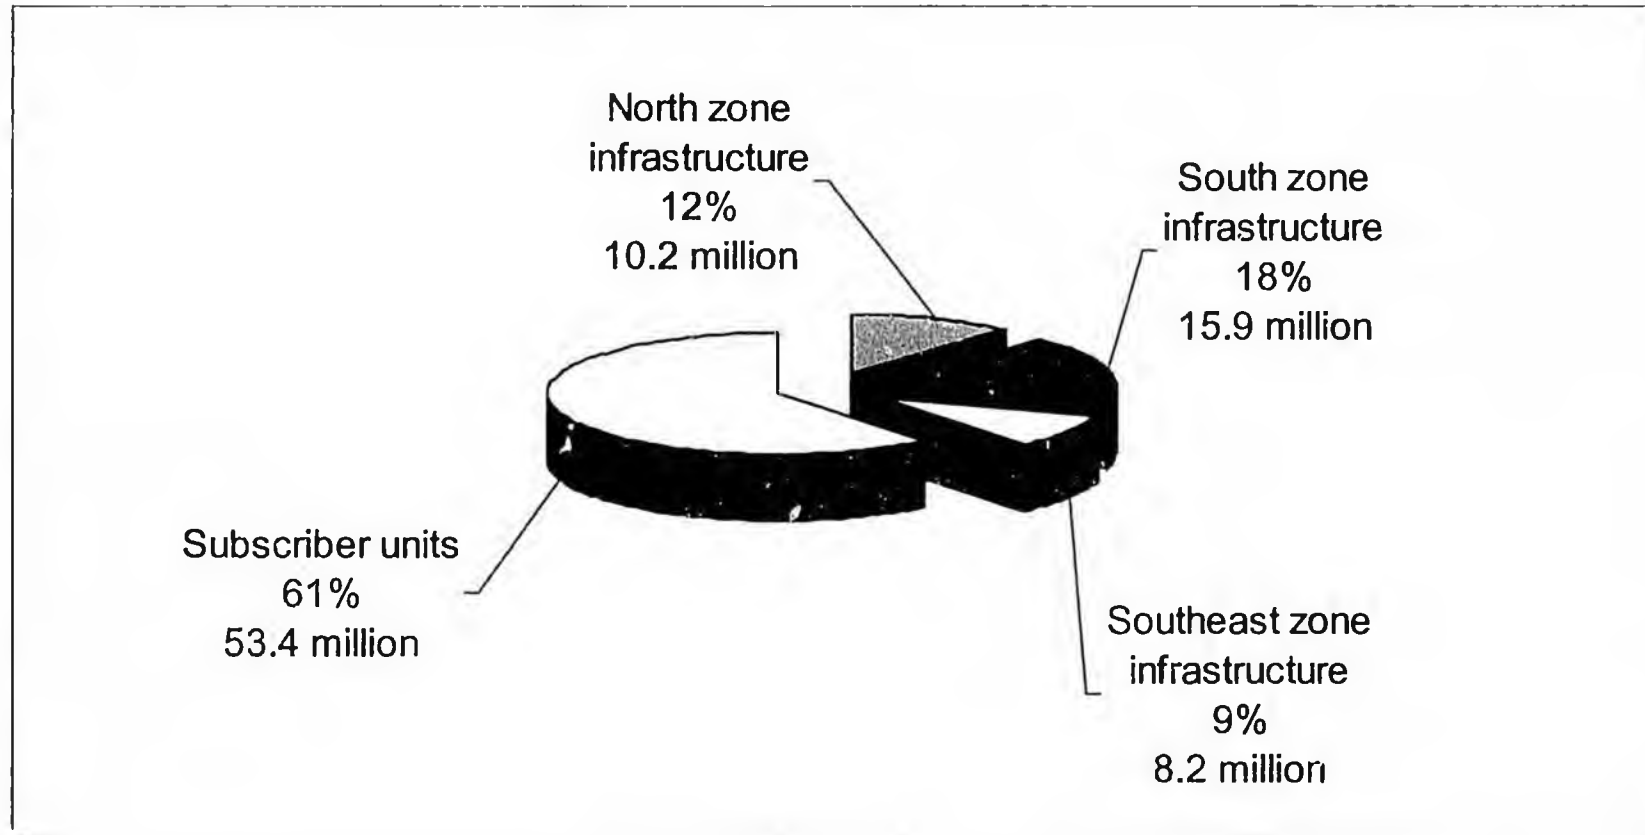 North zone
infrastructure
12%
10.2 million
South zone
infrastructure
18%
15.9 million
Subscriber units
61%
53.4 million
Southeast zone
infrastructure
9%
8.2 million